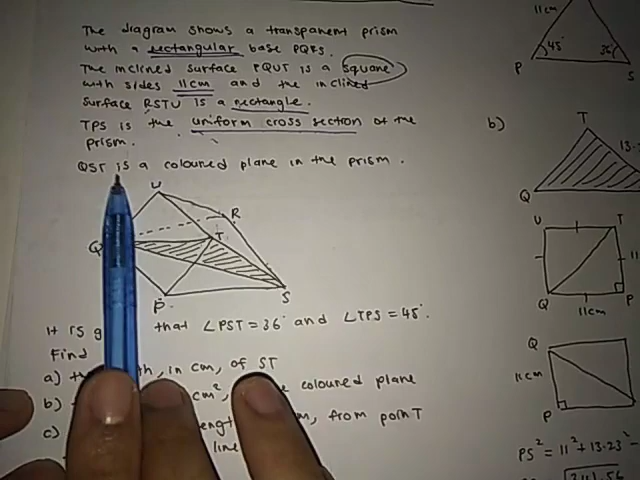 The diagram shows a transparent prism
with a rectangular base PQRS.
The inclined surface PQUT is a square
with sides 11cm and the inclined
surface RSTU is a rectangle.
TPS is the uniform cross section of the
prism.
QST is a coloured plane in the prism.
U
R
Q
T
P
S
It is that ∠PST = 36° and ∠TPS = 45°.
Find
a) , in cm, of ST
b) cm², coloured plane
c) , from point T
line
11cm
45°
36°
P
S
b)
T
13.
Q
U
T
11
Q
11cm
P
Q
11cm
P
PS² = 11² + 13.23² -